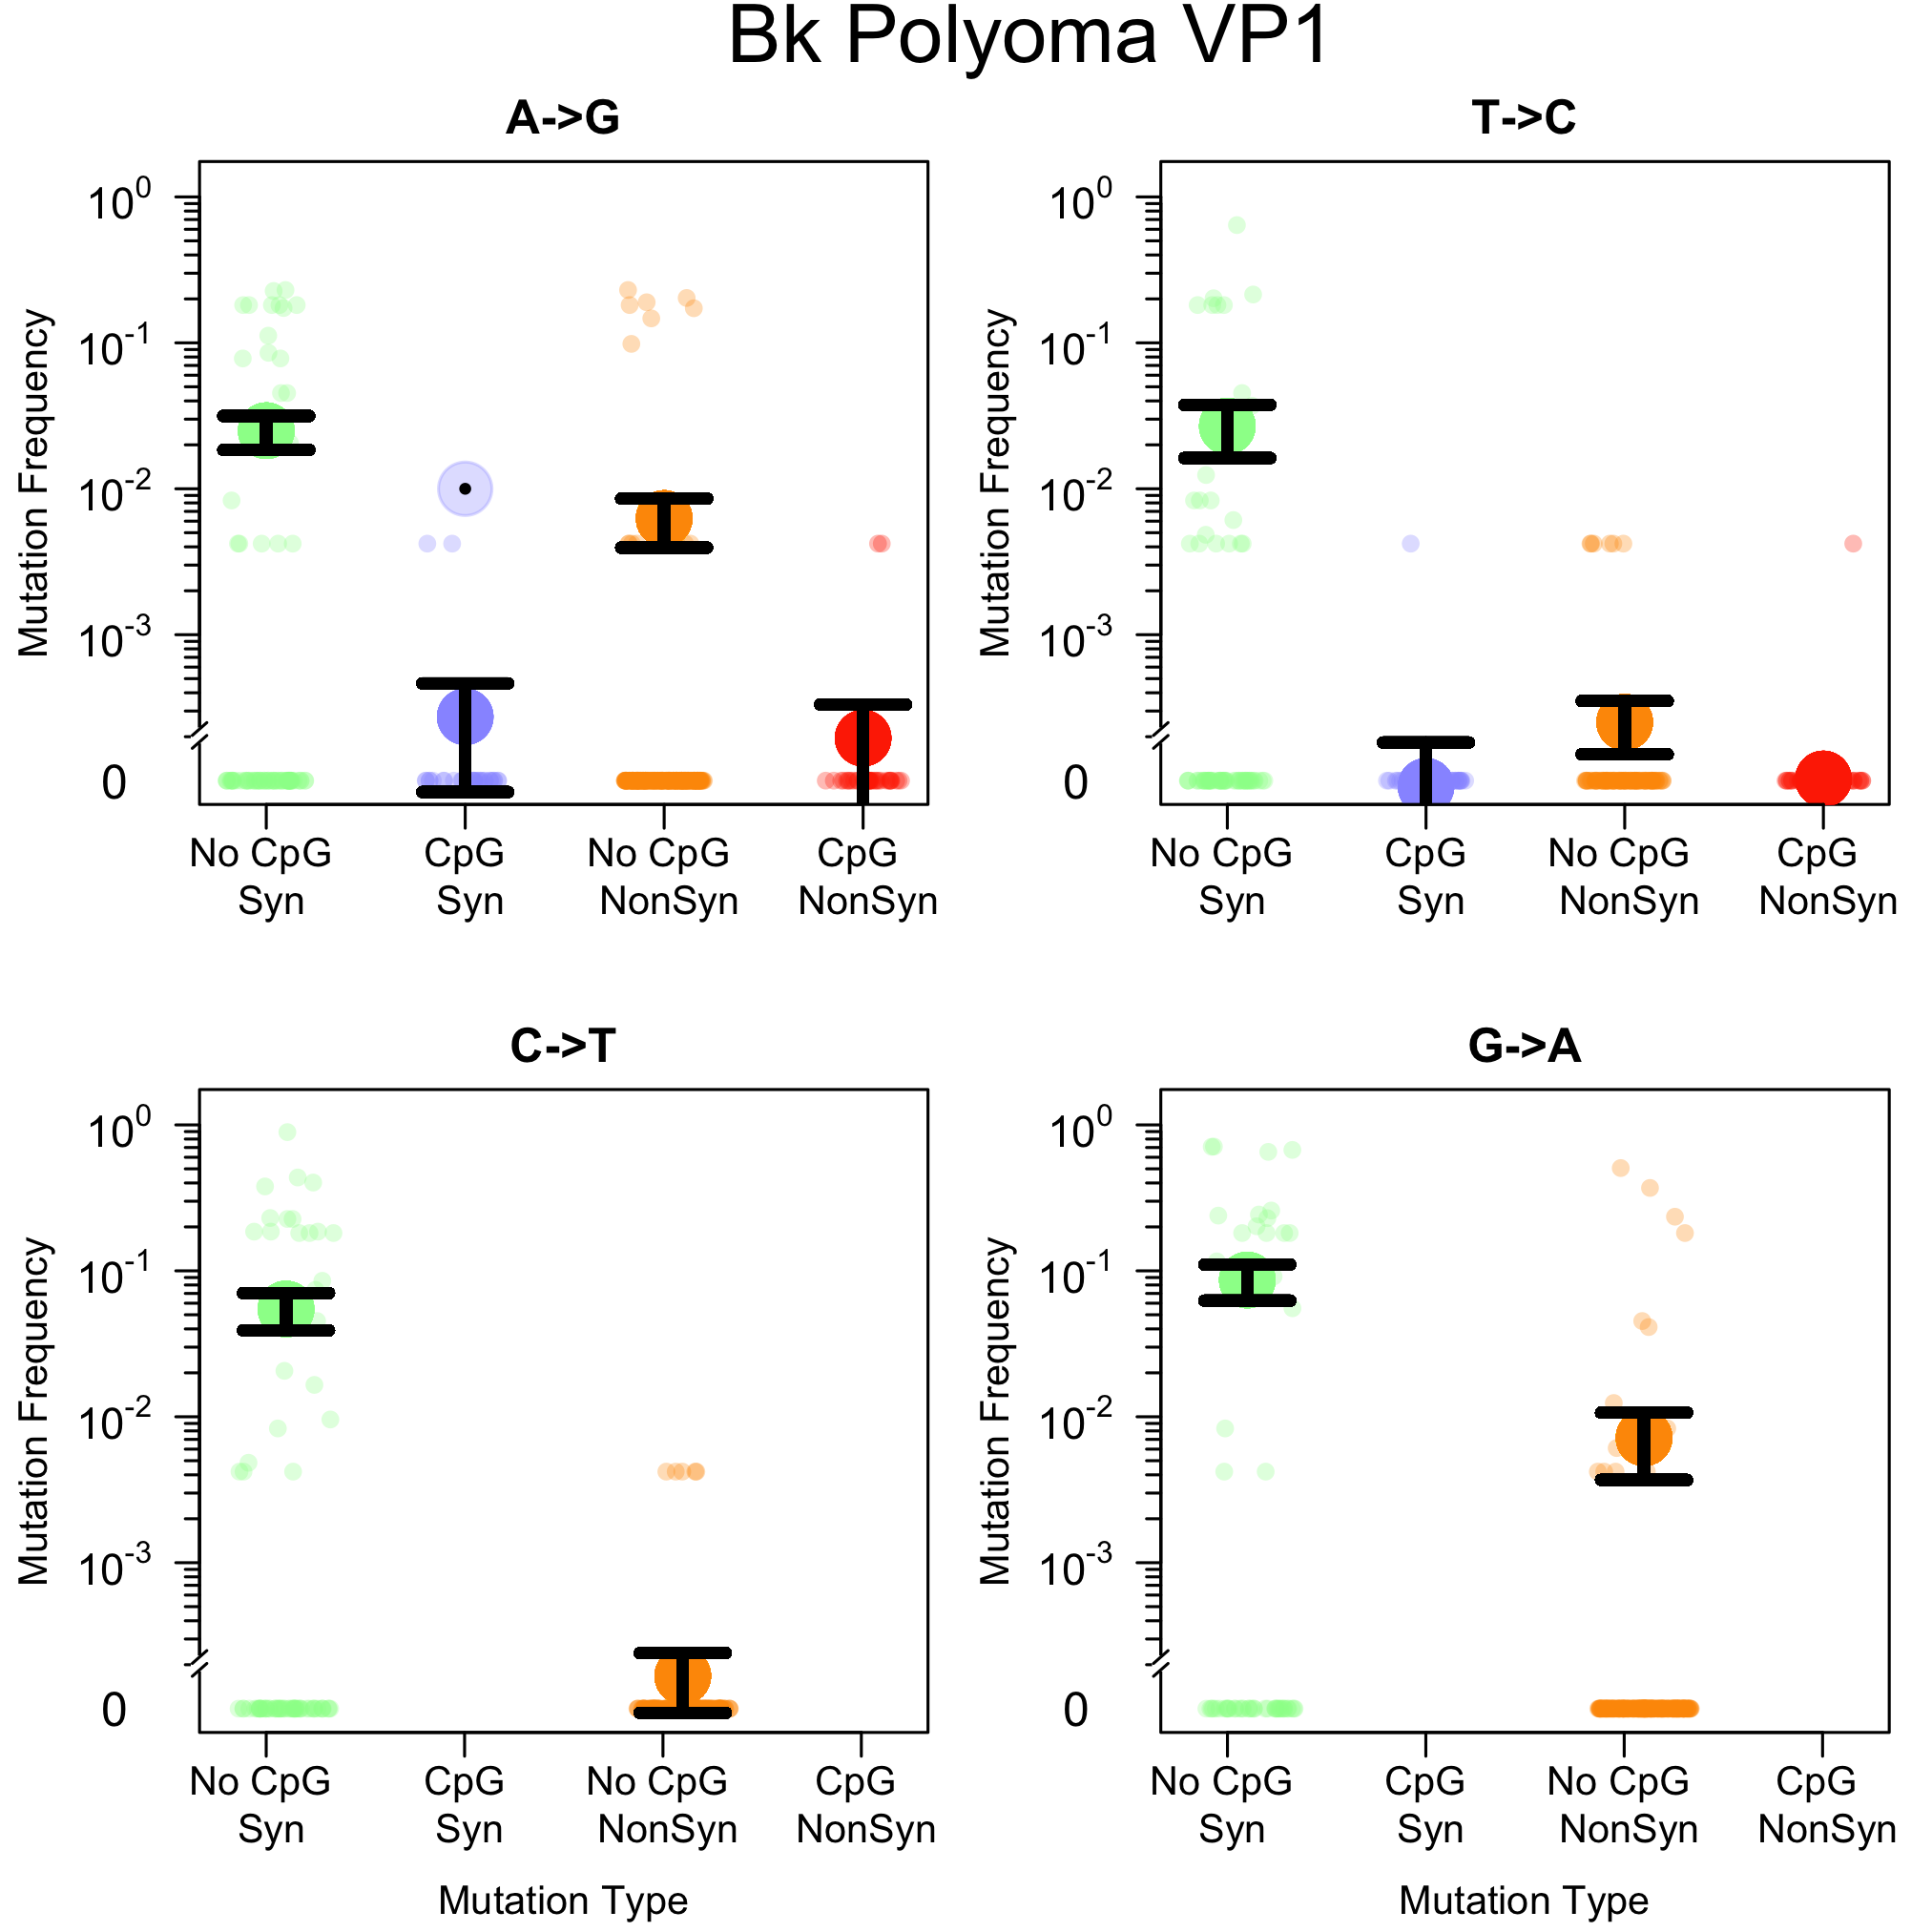 Bk Polyoma VP1
A->G
T->C
Mutation Frequency
10^0
10^-1
10^-2
10^-3
0
No CpG CpG No CpG CpG
Syn Syn NonSyn NonSyn
Mutation Frequency
10^0
10^-1
10^-2
10^-3
0
No CpG CpG No CpG CpG
Syn Syn NonSyn NonSyn
C->T
G->A
Mutation Frequency
10^0
10^-1
10^-2
10^-3
0
No CpG CpG No CpG CpG
Syn Syn NonSyn NonSyn
Mutation Type
Mutation Frequency
10^0
10^-1
10^-2
10^-3
0
No CpG CpG No CpG CpG
Syn Syn NonSyn NonSyn
Mutation Type